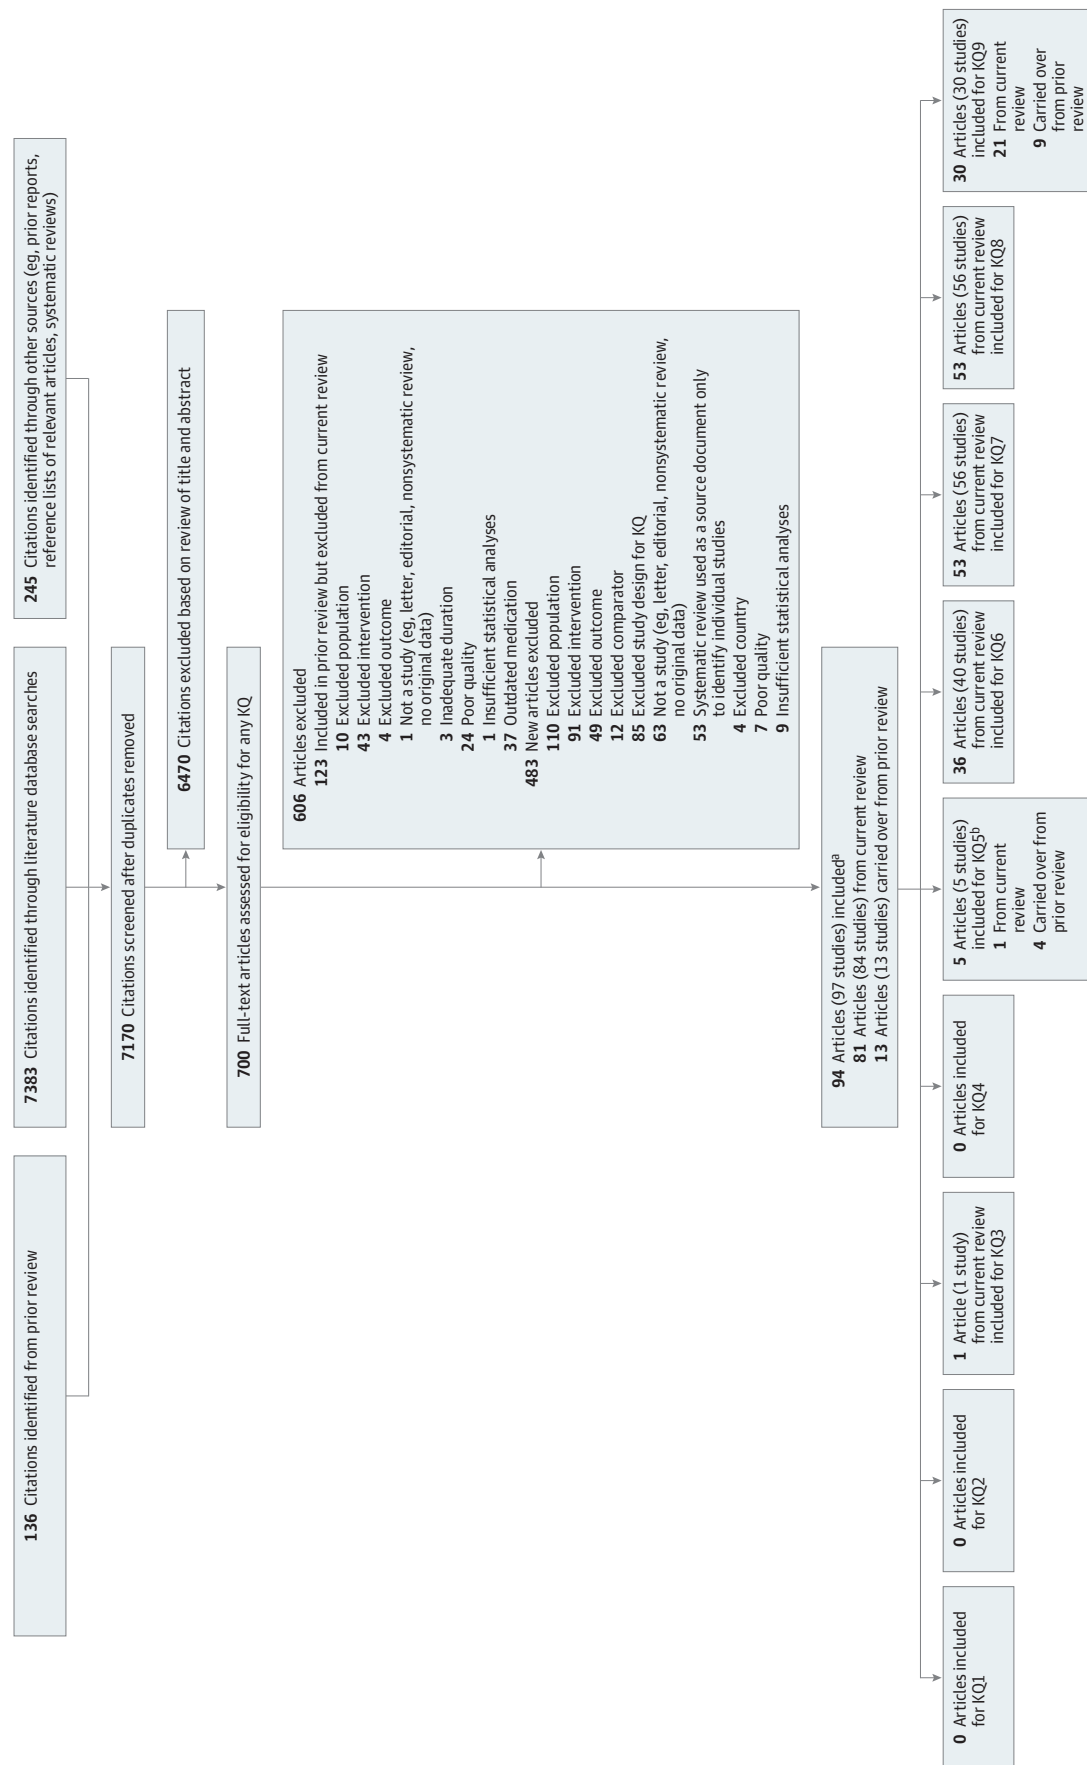 136 Citations identified from prior review
7383 Citations identified through literature database searches
245 Citations identified through other sources (eg, prior reports,
reference lists of relevant articles, systematic reviews)
7170 Citations screened after duplicates removed
6470 Citations excluded based on review of title and abstract
700 Full-text articles assessed for eligibility for any KQ
606 Articles excluded
123 Included in prior review but excluded from current review
10 Excluded population
43 Excluded intervention
4 Excluded outcome
1 Not a study (eg, letter, editorial, nonsystematic review,
no original data)
3 Inadequate duration
24 Poor quality
1 Insufficient statistical analyses
37 Outdated medication
483 New articles excluded
110 Excluded population
91 Excluded intervention
49 Excluded outcome
12 Excluded comparator
85 Excluded study design for KQ
63 Not a study (eg, letter, editorial, nonsystematic review,
no original data)
53 Systematic review used as a source document only
to identify individual studies
4 Excluded country
7 Poor quality
9 Insufficient statistical analyses
94 Articles (97 studies) includedᵃ
81 Articles (84 studies) from current review
13 Articles (13 studies) carried over from prior review
0 Articles included
for KQ1
0 Articles included
for KQ2
1 Article (1 study)
from current review
included for KQ3
0 Articles included
for KQ4
5 Articles (5 studies)
included for KQ5ᵇ
1 From current
review
4 Carried over from
prior review
36 Articles (40 studies)
from current review
included for KQ6
53 Articles (56 studies)
from current review
included for KQ7
53 Articles (56 studies)
from current review
included for KQ8
30 Articles (30 studies)
included for KQ9
21 From current
review
9 Carried over
from prior
review